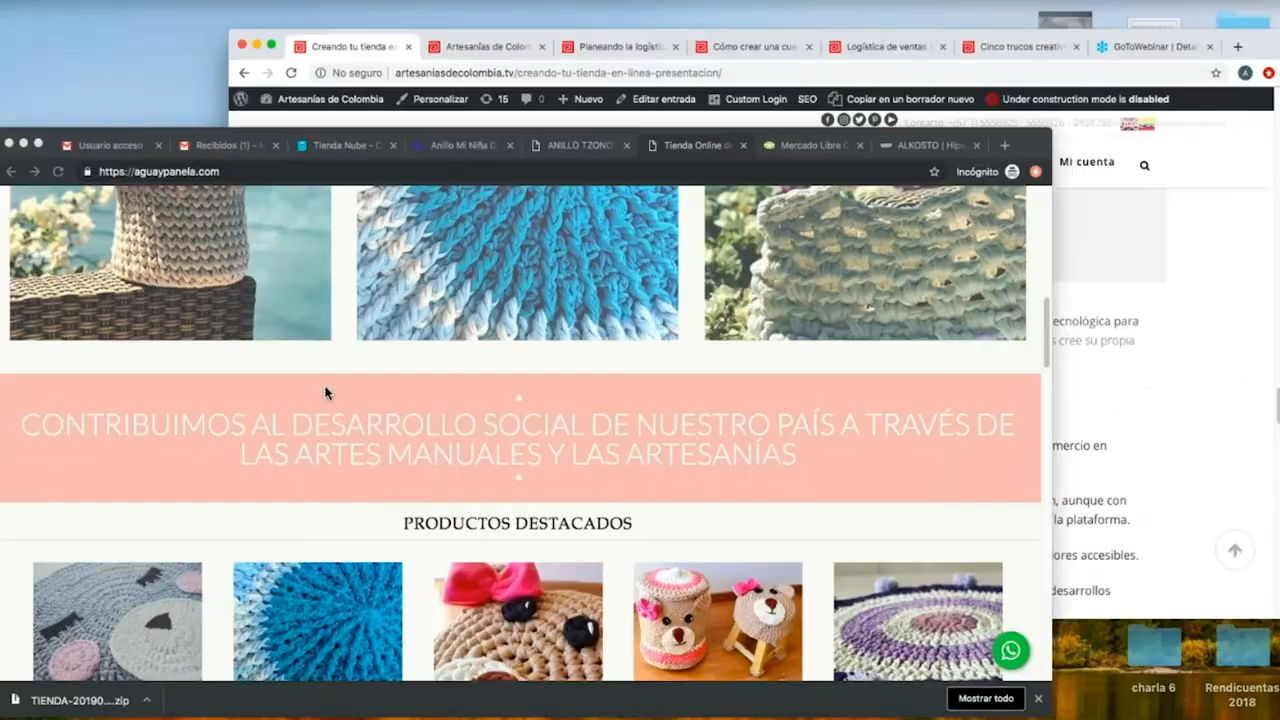 Creando tu tienda en
Artesanías de Colom
Planeando la logístic
Cómo crear una cue
Logística de ventas
Cinco trucos creativ
GoToWebinar | Deta
No seguro
artesaniasdecolombia.tv/creando-tu-tienda-en-linea-presentacion/
A
Artesanías de Colombia
Personalizar
15
0
Nuevo
Editar entrada
Custom Login
SEO
Copiar en un borrador nuevo
Under construction mode is disabled
Contacto:
Mi cuenta
Usuario acceso
Recibidos (1) -
Tienda Nube - C
Anillo Mi Niña D
ANILLO TZONO
Tienda Online de
Mercado Libre C
ALKOSTO | Hip
https://aguaypanela.com
Incógnito
CONTRIBUIMOS AL DESARROLLO SOCIAL DE NUESTRO PAÍS A TRAVÉS DE
LAS ARTES MANUALES Y LAS ARTESANÍAS
PRODUCTOS DESTACADOS
ecnológica para
s cree su propia
mercio en
n, aunque con
la plataforma.
ores accesibles.
desarrollos
TIENDA-20190....zip
Mostrar todo
charla 6
Rendicuentas
2018